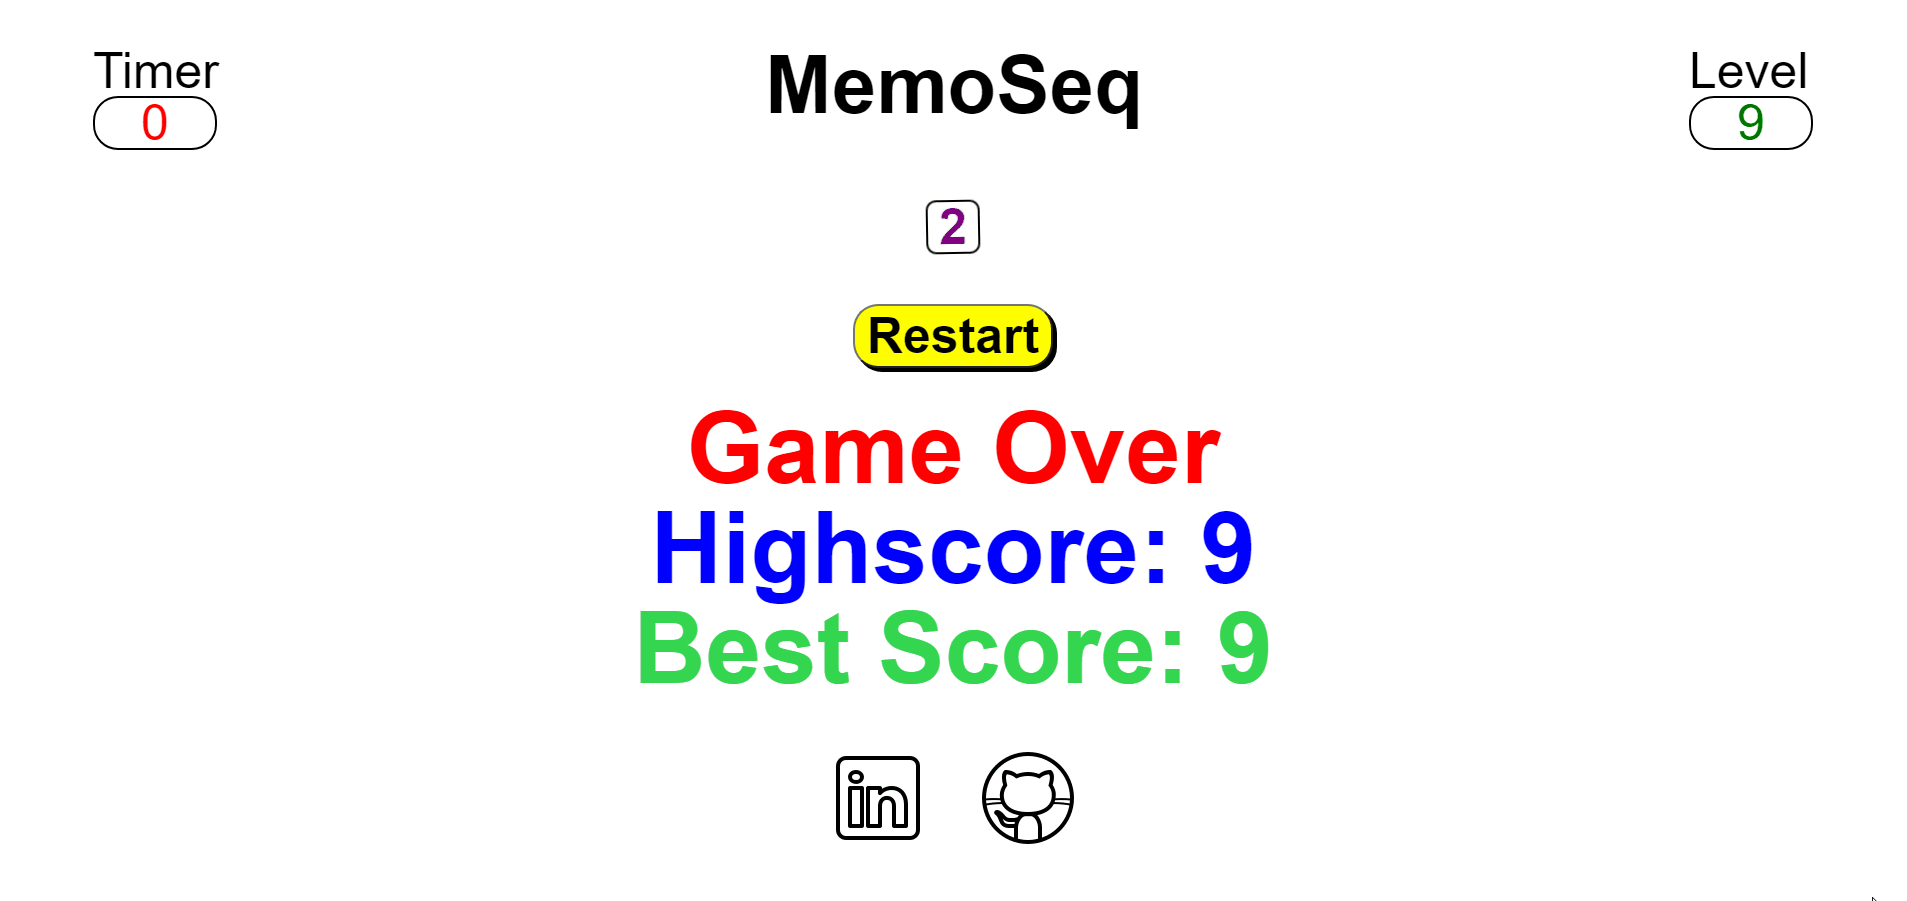 Timer
0
MemoSeq
Level
9
2
Restart
Game Over
Highscore: 9
Best Score: 9
in